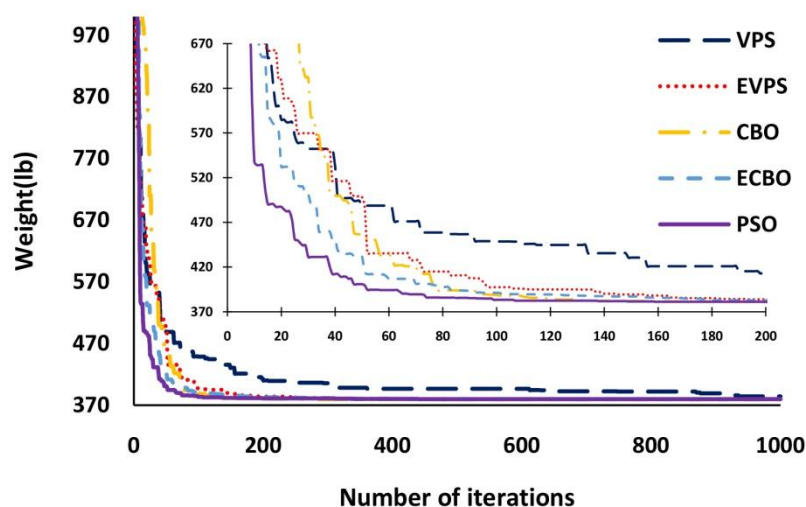 970
870
770
670
570
470
370
Weight(lb)
0 200 400 600 800 1000
Number of iterations
670
620
570
520
470
420
370
0 20 40 60 80 100 120 140 160 180 200
VPS
EVPS
CBO
ECBO
PSO